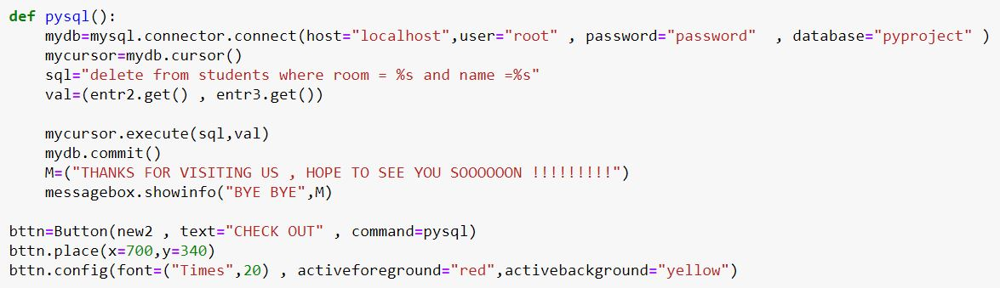 def pysql():
    mydb=mysql.connector.connect(host="localhost",user="root" , password="password"  , database="pyproject" )
    mycursor=mydb.cursor()
    sql="delete from students where room = %s and name =%s"
    val=(entr2.get() , entr3.get())

    mycursor.execute(sql,val)
    mydb.commit()
    M=("THANKS FOR VISITING US , HOPE TO SEE YOU SOOOOOON !!!!!!!!!")
    messagebox.showinfo("BYE BYE",M)

bttn=Button(new2 , text="CHECK OUT" , command=pysql)
bttn.place(x=700,y=340)
bttn.config(font=("Times",20) , activeforeground="red",activebackground="yellow")